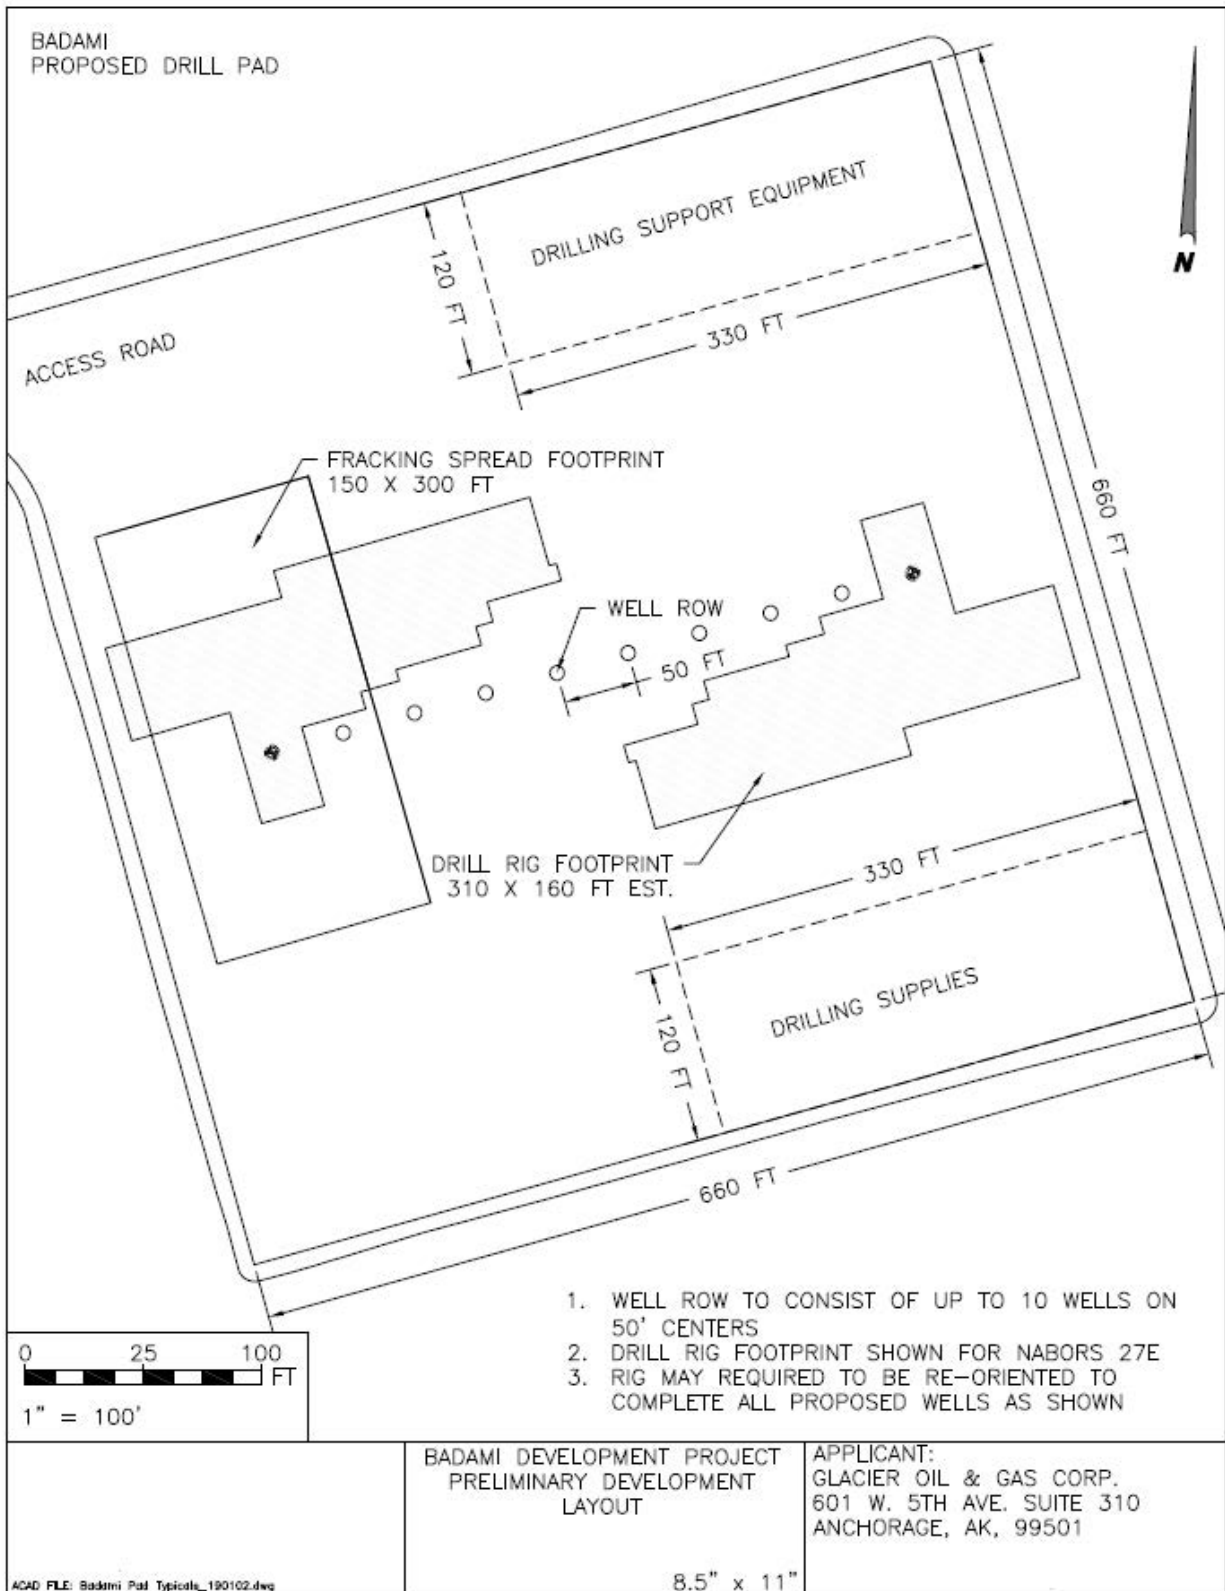 BADAMI
PROPOSED DRILL PAD
N
DRILLING SUPPORT EQUIPMENT
120 FT
330 FT
ACCESS ROAD
660 FT
FRACKING SPREAD FOOTPRINT
150 X 300 FT
WELL ROW
50 FT
DRILL RIG FOOTPRINT
310 X 160 FT EST.
330 FT
DRILLING SUPPLIES
120 FT
660 FT
1. WELL ROW TO CONSIST OF UP TO 10 WELLS ON
50' CENTERS
2. DRILL RIG FOOTPRINT SHOWN FOR NABORS 27E
3. RIG MAY REQUIRED TO BE RE-ORIENTED TO
COMPLETE ALL PROPOSED WELLS AS SHOWN
0 25 100
FT
1" = 100'
BADAMI DEVELOPMENT PROJECT
PRELIMINARY DEVELOPMENT
LAYOUT
8.5" x 11"
APPLICANT:
GLACIER OIL & GAS CORP.
601 W. 5TH AVE. SUITE 310
ANCHORAGE, AK, 99501
ACAD FILE: Badami Pad Typicals_190102.dwg